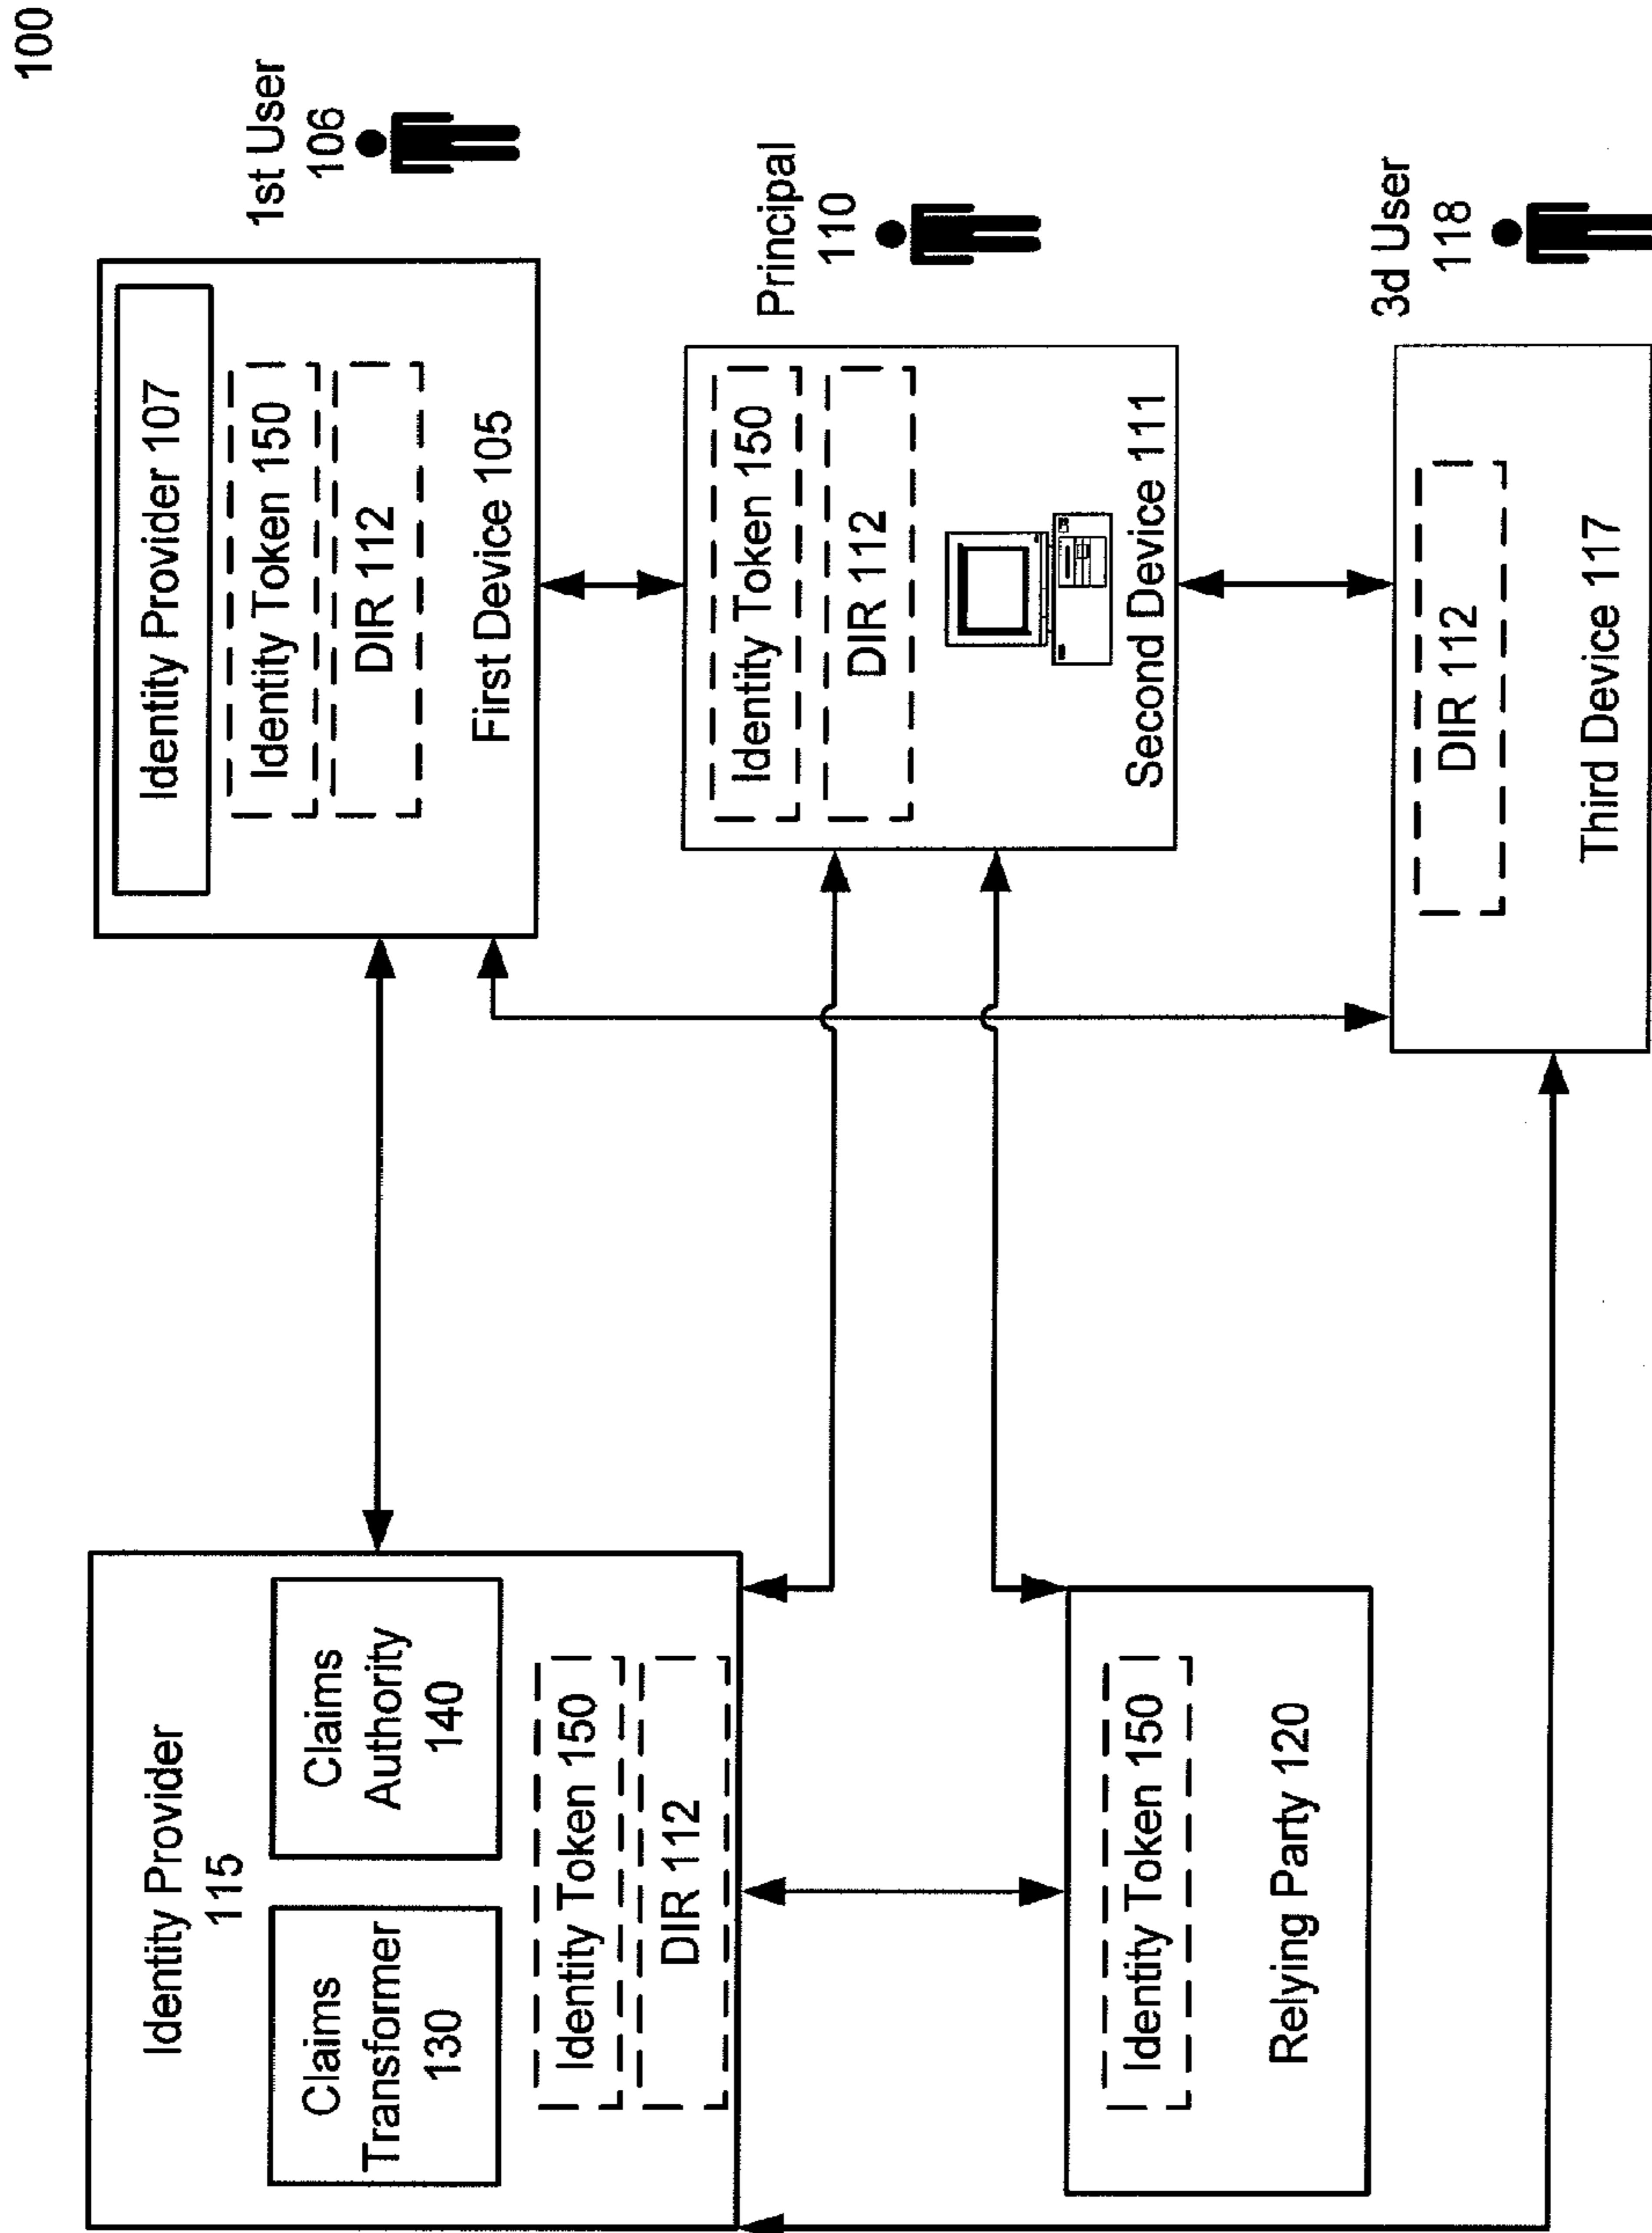 100
Identity Provider
115
Claims
Transformer
130
Claims
Authority
140
Identity Token 150
DIR 112
Identity Provider 107
Identity Token 150
DIR 112
First Device 105
1st User
106
Identity Token 150
DIR 112
Second Device 111
Principal
110
Identity Token 150
Relying Party 120
DIR 112
Third Device 117
3d User
118